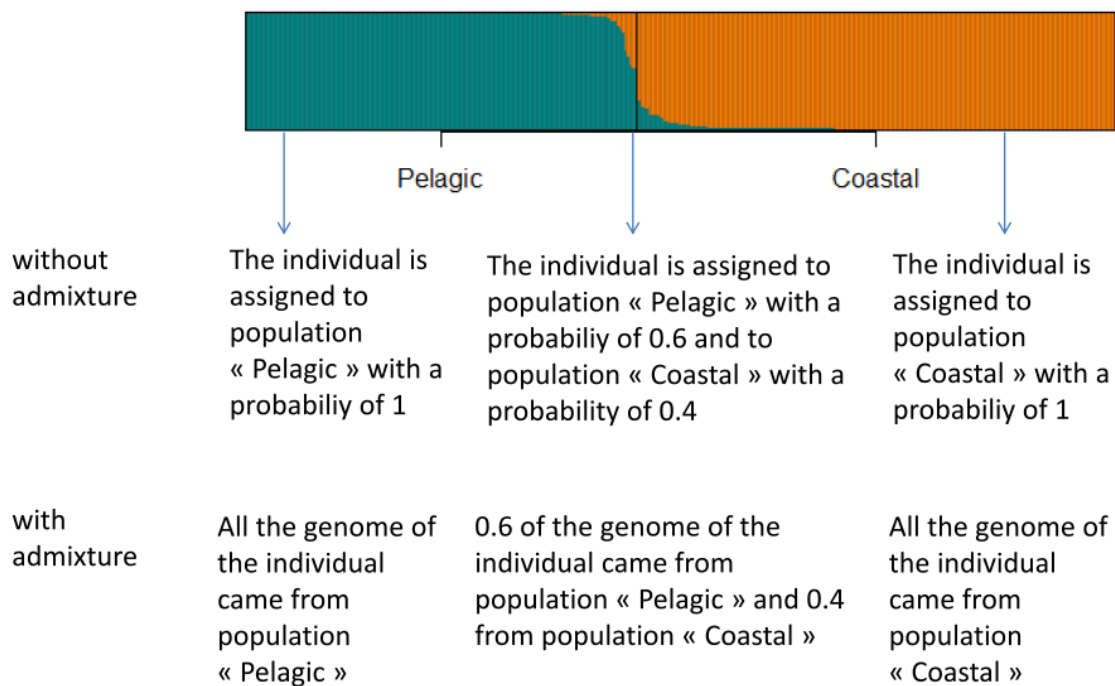 Pelagic
Coastal
without
admixture
The individual is
assigned to
population
« Pelagic » with a
probabiliy of 1
The individual is assigned to
population « Pelagic » with a
probabiliy of 0.6 and to
population « Coastal » with a
probability of 0.4
The individual is
assigned to
population
« Coastal » with a
probabiliy of 1
with
admixture
All the genome of
the individual
came from
population
« Pelagic »
0.6 of the genome of the
individual came from
population « Pelagic » and 0.4
from population « Coastal »
All the genome of
the individual
came from
population
« Coastal »